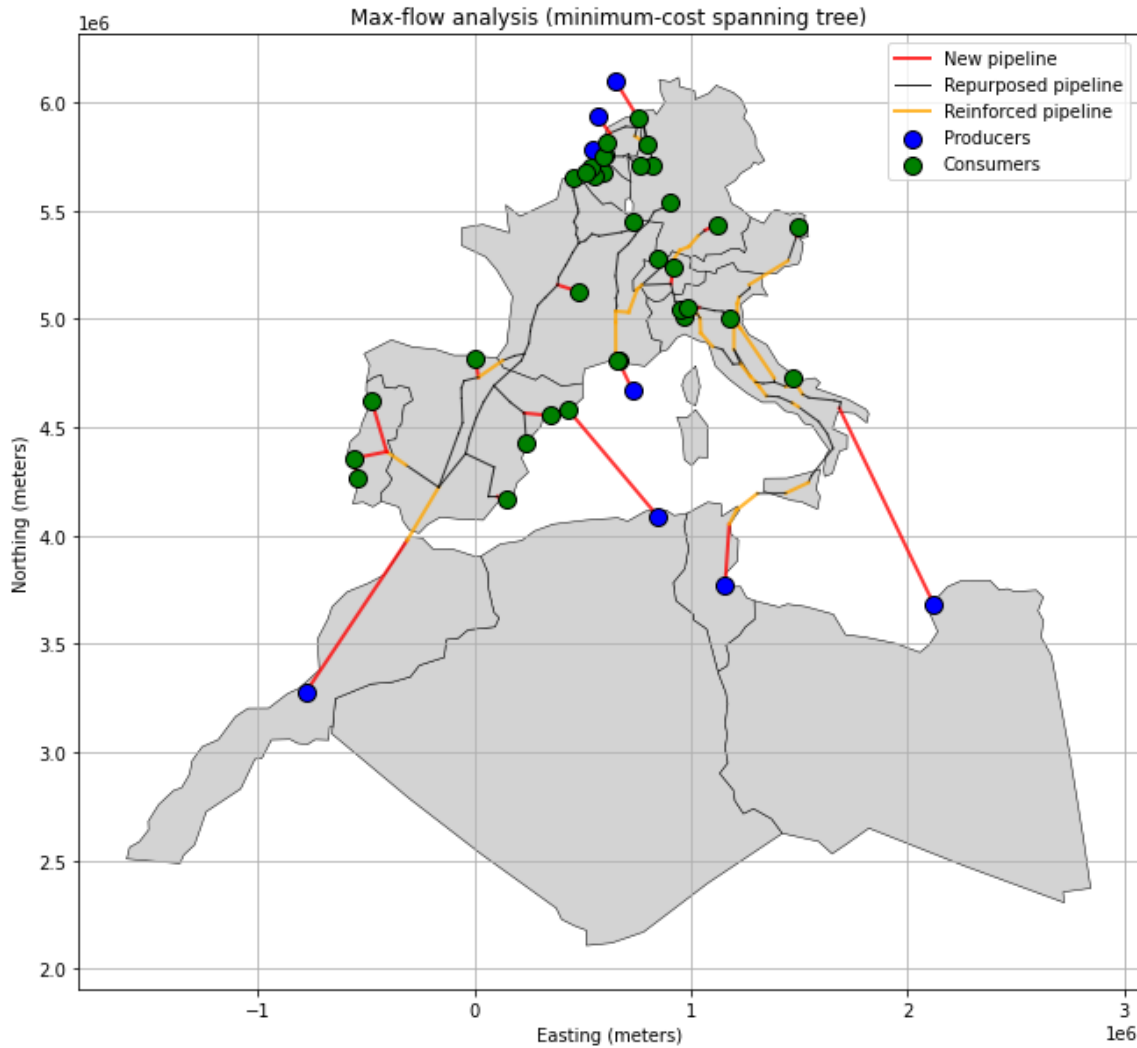 Max-flow analysis (minimum-cost spanning tree)
1e6
New pipeline
Repurposed pipeline
Reinforced pipeline
Producers
Consumers
6.0
5.5
5.0
4.5
4.0
3.5
3.0
2.5
2.0
Northing (meters)
−1
0
1
2
3
1e6
Easting (meters)